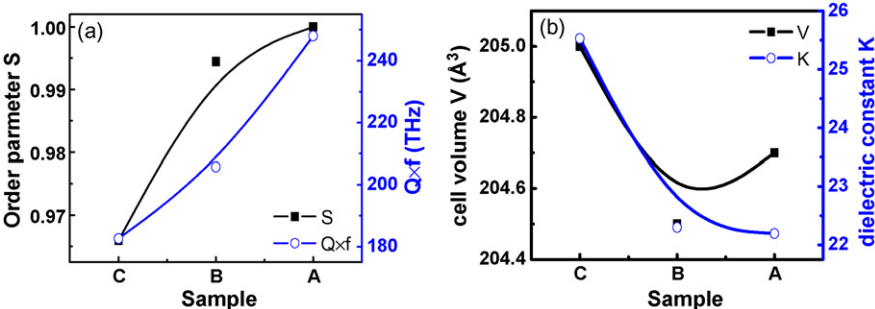 (a)
1.00
0.99
0.98
0.97
Order parmeter S
240
220
200
180
Q×f (THz)
S
Q×f
C B A
Sample
(b)
205.0
204.8
204.6
204.4
cell volume V (Å³)
26
25
24
23
22
dielectric constant K
V
K
C B A
Sample